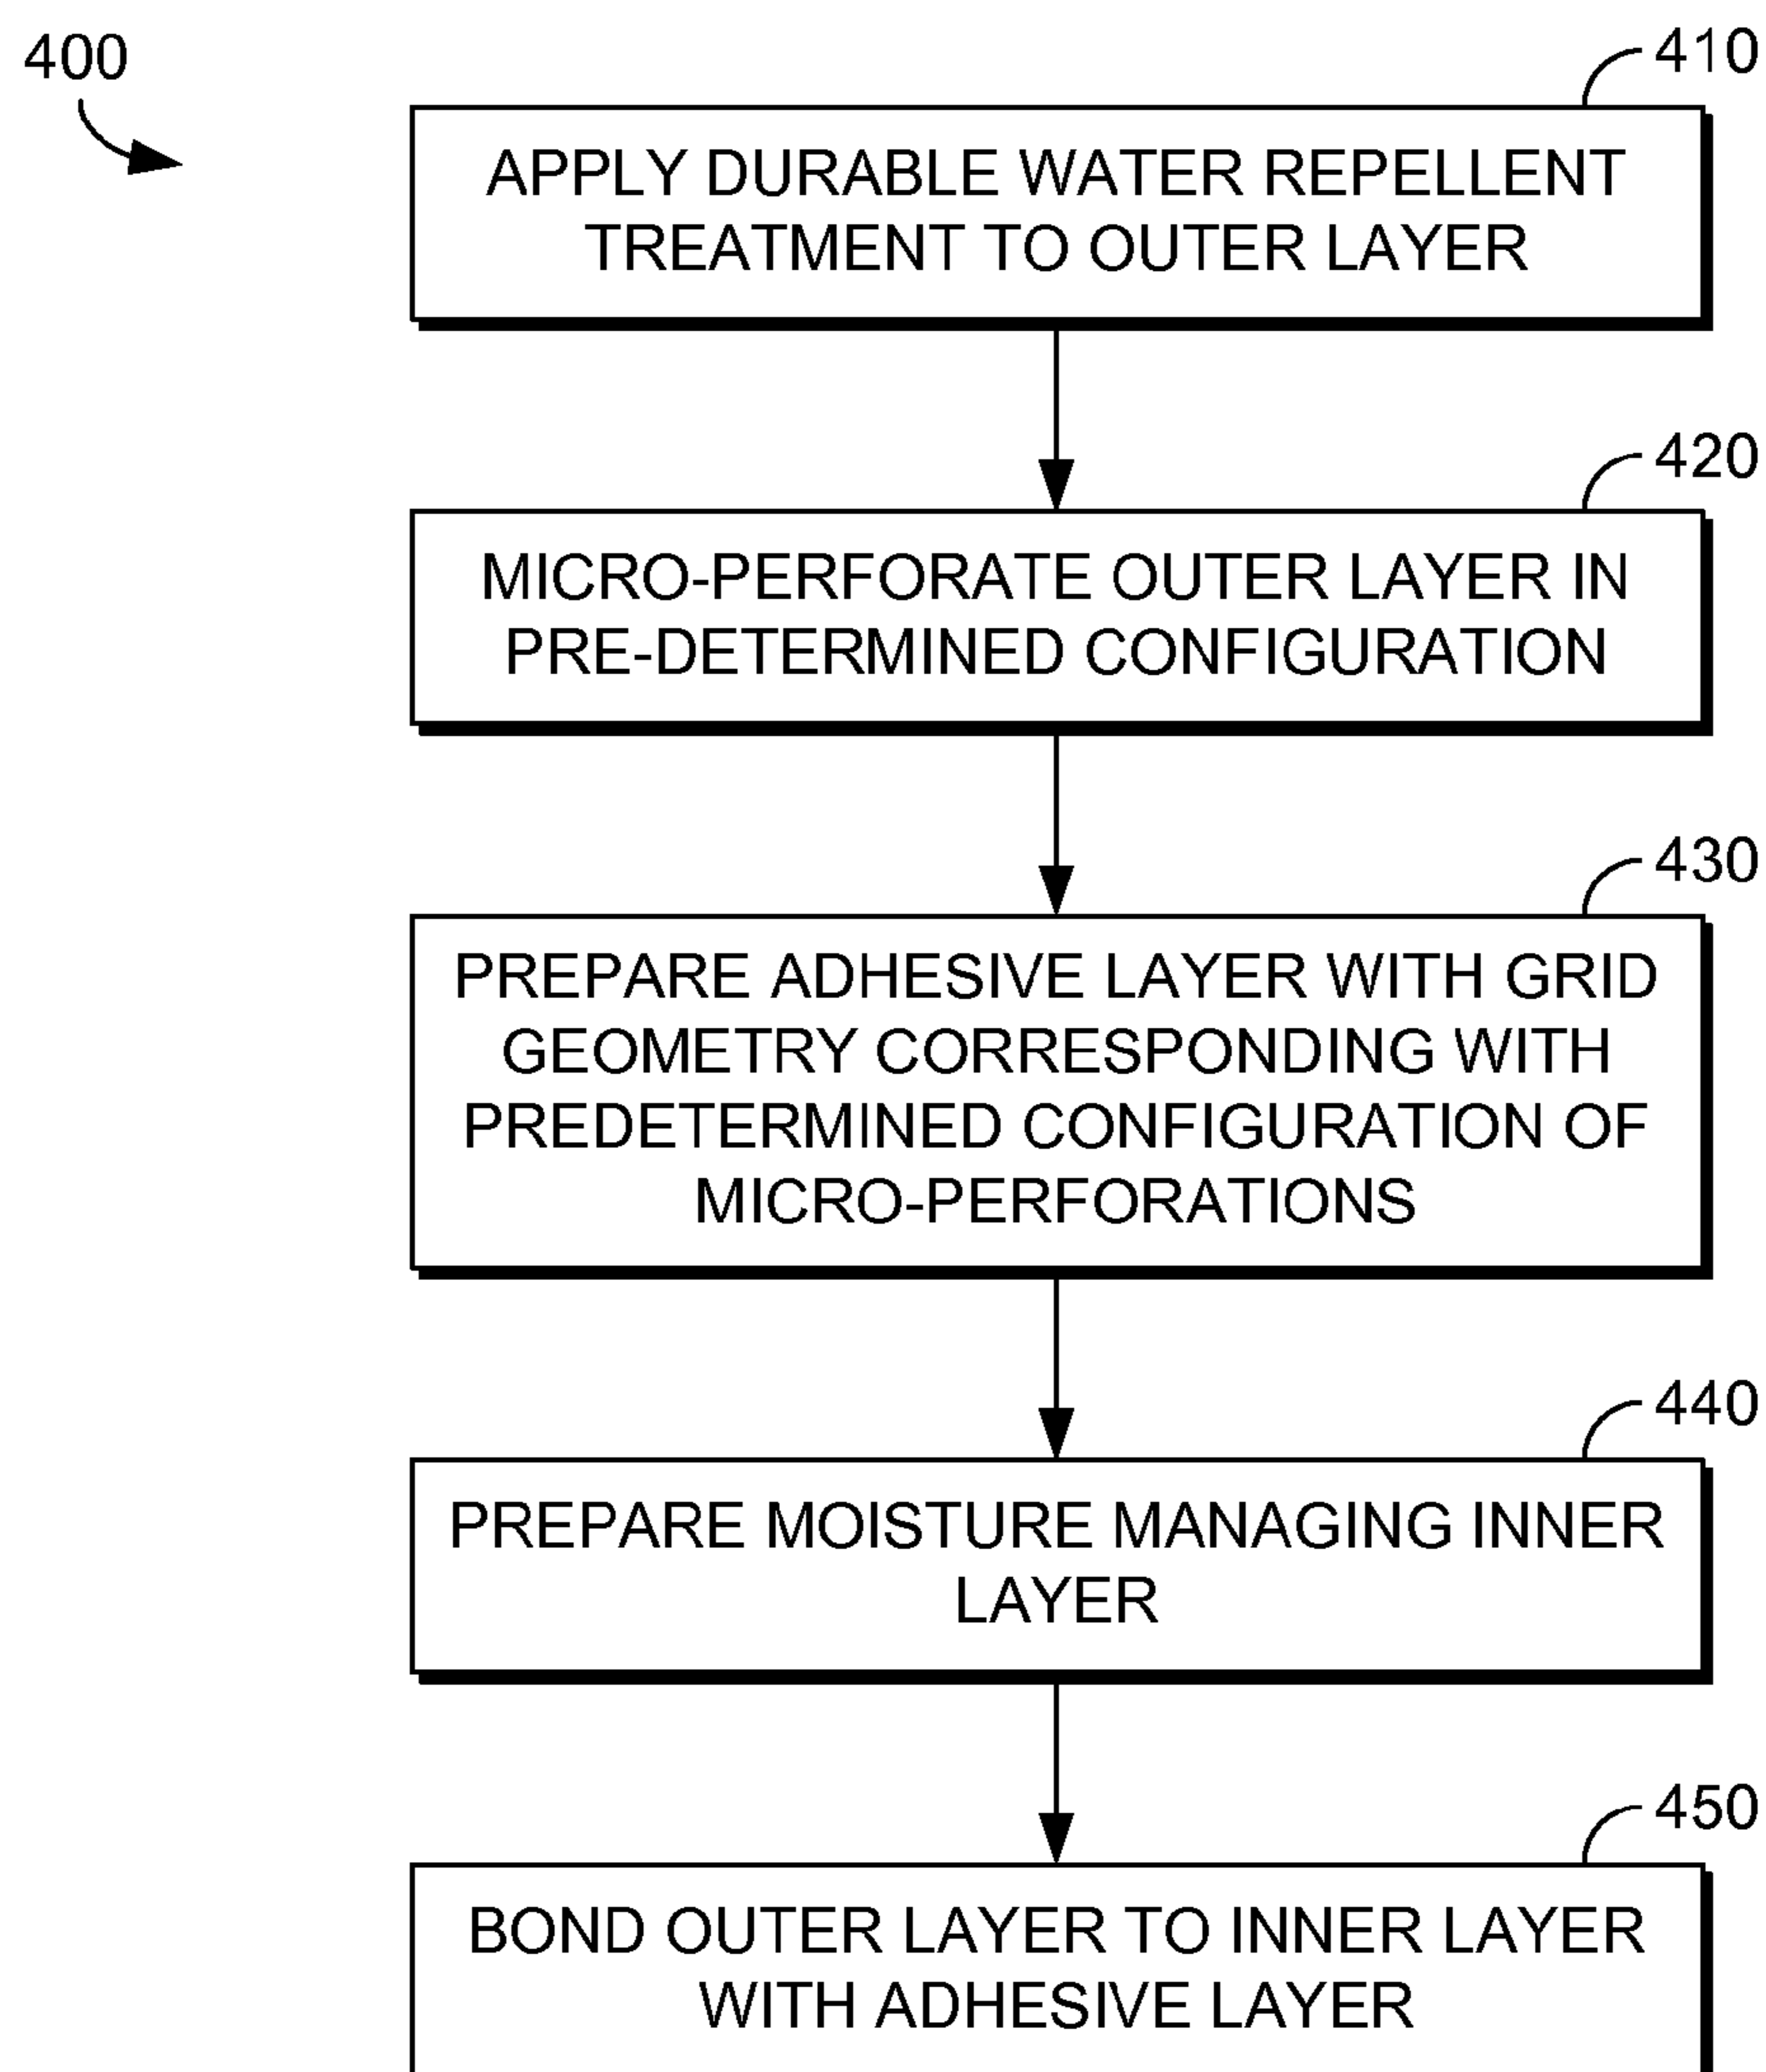 400
410
APPLY DURABLE WATER REPELLENT
TREATMENT TO OUTER LAYER
420
MICRO-PERFORATE OUTER LAYER IN
PRE-DETERMINED CONFIGURATION
430
PREPARE ADHESIVE LAYER WITH GRID
GEOMETRY CORRESPONDING WITH
PREDETERMINED CONFIGURATION OF
MICRO-PERFORATIONS
440
PREPARE MOISTURE MANAGING INNER
LAYER
450
BOND OUTER LAYER TO INNER LAYER
WITH ADHESIVE LAYER